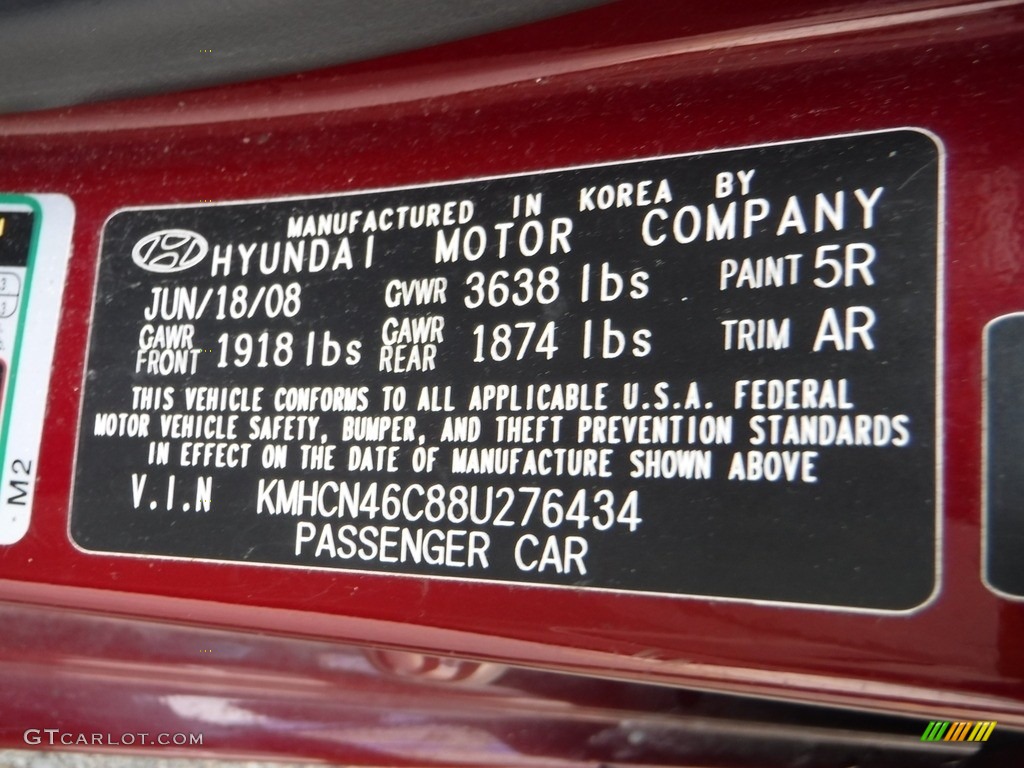 MANUFACTURED IN KOREA BY
HYUNDAI MOTOR COMPANY
JUN/18/08 GVWR 3638 lbs PAINT 5R
GAWR FRONT 1918 lbs GAWR REAR 1874 lbs TRIM AR
THIS VEHICLE CONFORMS TO ALL APPLICABLE U.S.A. FEDERAL
MOTOR VEHICLE SAFETY, BUMPER, AND THEFT PREVENTION STANDARDS
IN EFFECT ON THE DATE OF MANUFACTURE SHOWN ABOVE
V.I.N KMHCN46C88U276434
PASSENGER CAR
M2
GTCARLOT.COM